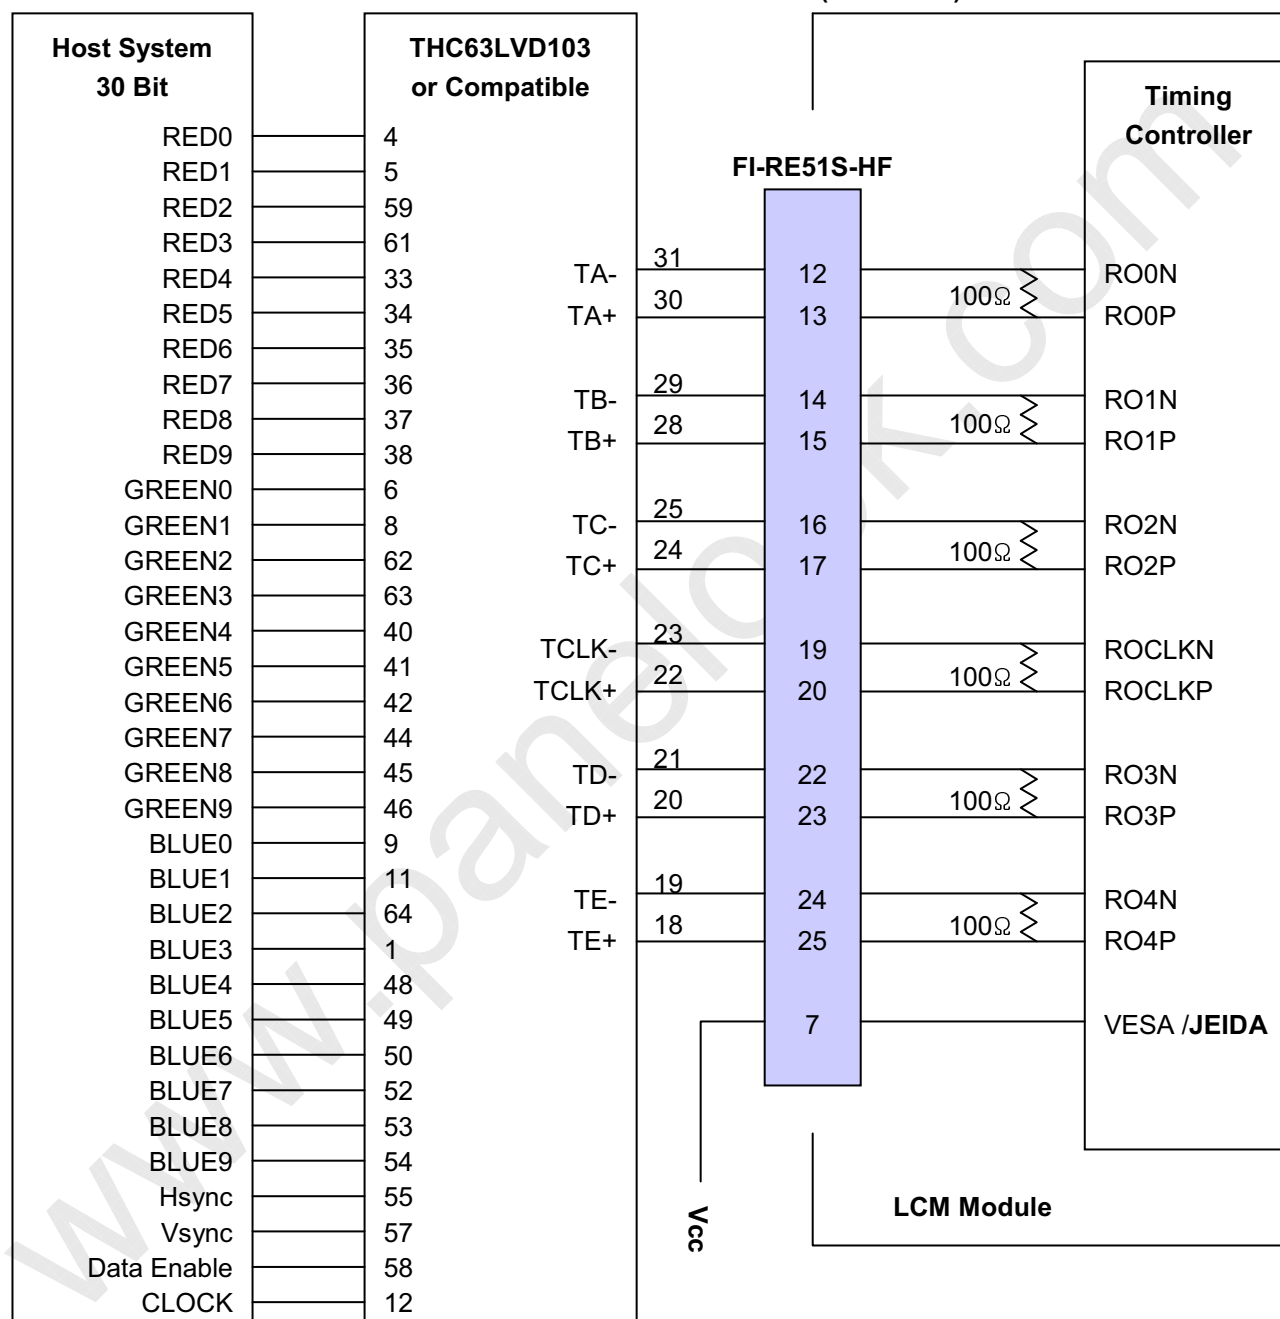 Host System
30 Bit
RED0
RED1
RED2
RED3
RED4
RED5
RED6
RED7
RED8
RED9
GREEN0
GREEN1
GREEN2
GREEN3
GREEN4
GREEN5
GREEN6
GREEN7
GREEN8
GREEN9
BLUE0
BLUE1
BLUE2
BLUE3
BLUE4
BLUE5
BLUE6
BLUE7
BLUE8
BLUE9
Hsync
Vsync
Data Enable
CLOCK
THC63LVD103
or Compatible
4
5
59
61
33
34
35
36
37
38
6
8
62
63
40
41
42
44
45
46
9
11
64
1
48
49
50
52
53
54
55
57
58
12
TA-
TA+
TB-
TB+
TC-
TC+
TCLK-
TCLK+
TD-
TD+
TE-
TE+
31
30
29
28
25
24
23
22
21
20
19
18
FI-RE51S-HF
12
13
14
15
16
17
19
20
22
23
24
25
7
100Ω
100Ω
100Ω
100Ω
100Ω
100Ω
Timing
Controller
RO0N
RO0P
RO1N
RO1P
RO2N
RO2P
ROCLKN
ROCLKP
RO3N
RO3P
RO4N
RO4P
VESA /JEIDA
Vcc
LCM Module
www.panelook.com